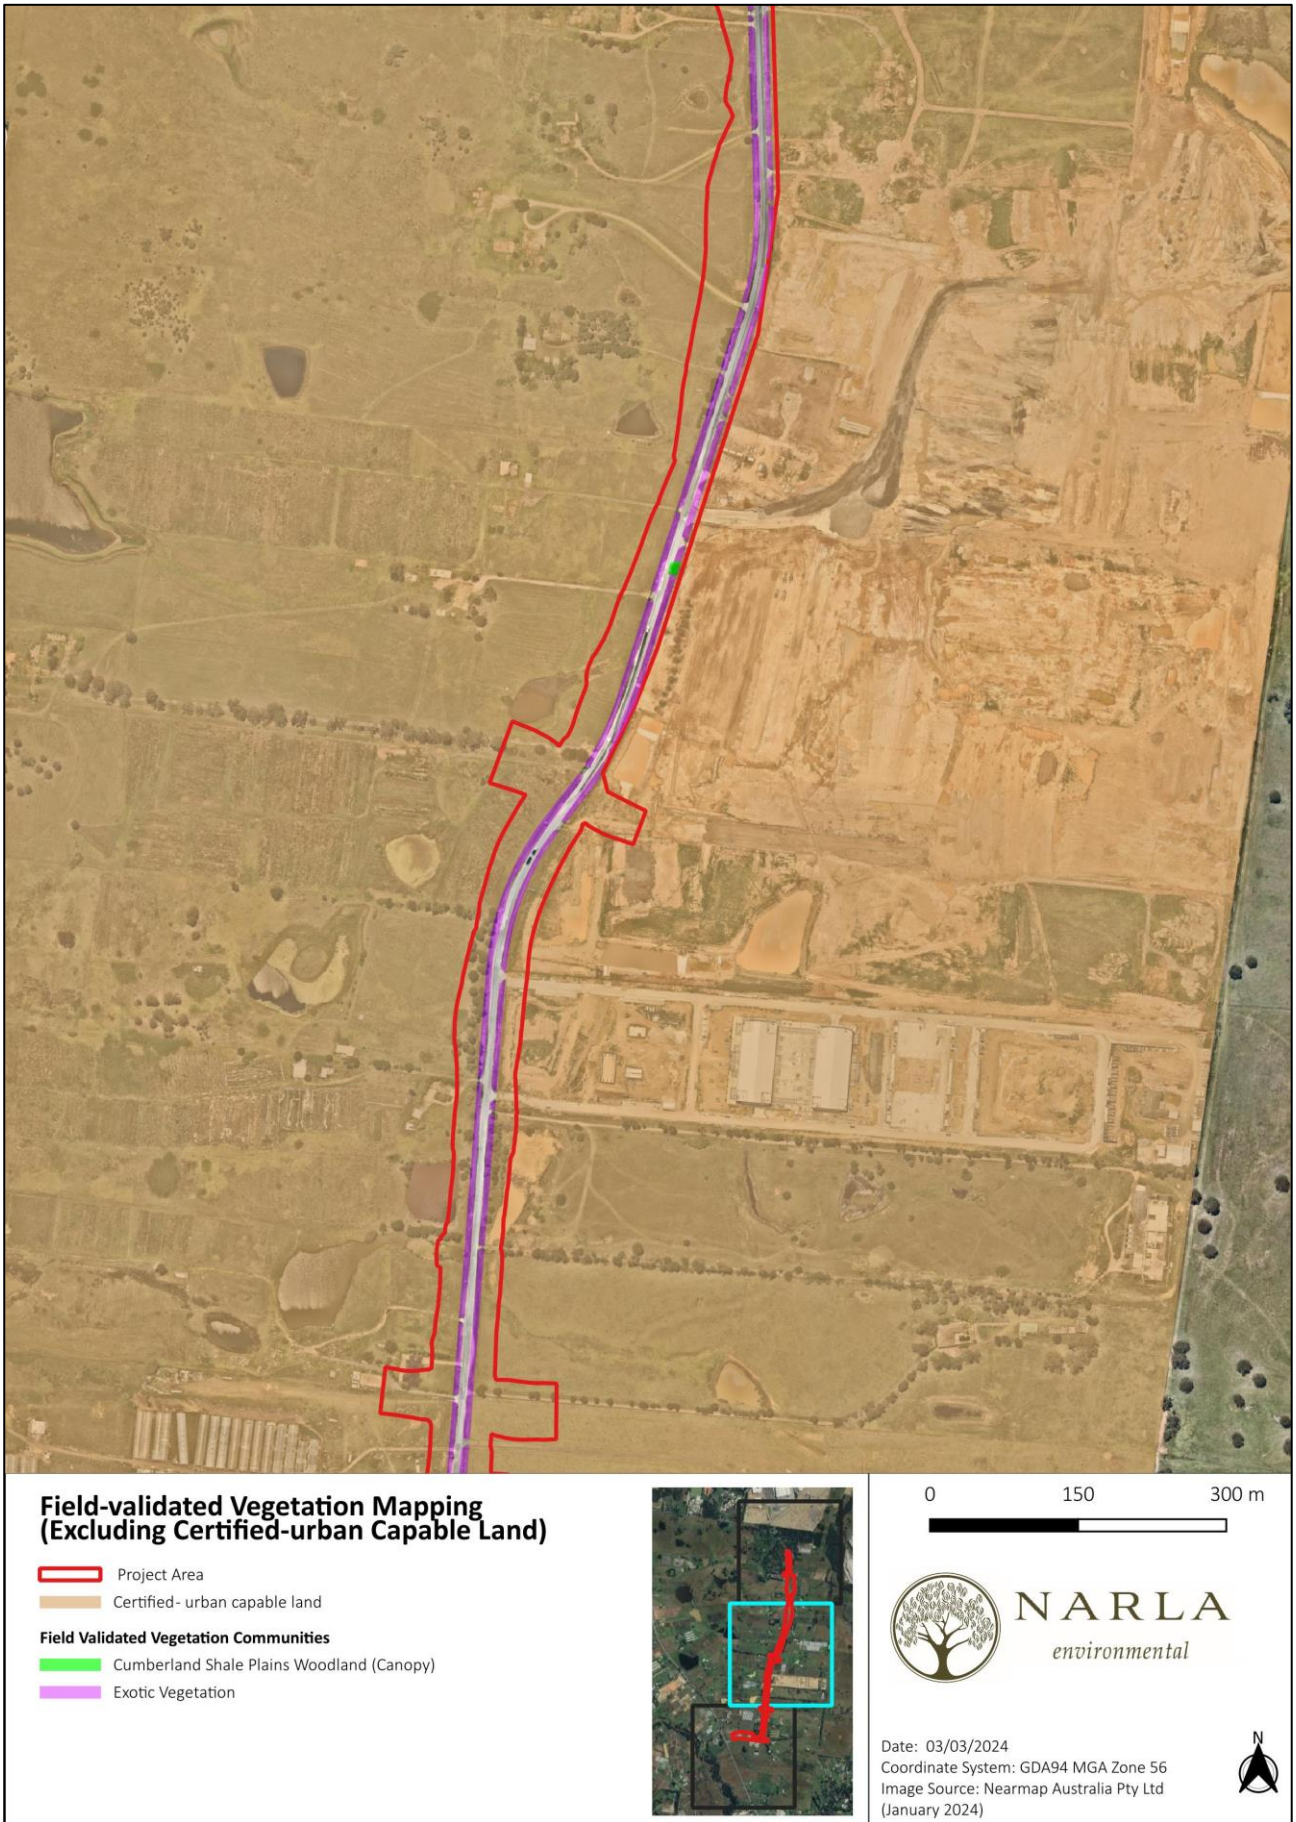 Field-validated Vegetation Mapping
(Excluding Certified-urban Capable Land)
Project Area
Certified- urban capable land
Field Validated Vegetation Communities
Cumberland Shale Plains Woodland (Canopy)
Exotic Vegetation
0 150 300 m
NARLA
environmental
Date: 03/03/2024
Coordinate System: GDA94 MGA Zone 56
Image Source: Nearmap Australia Pty Ltd
(January 2024)
N